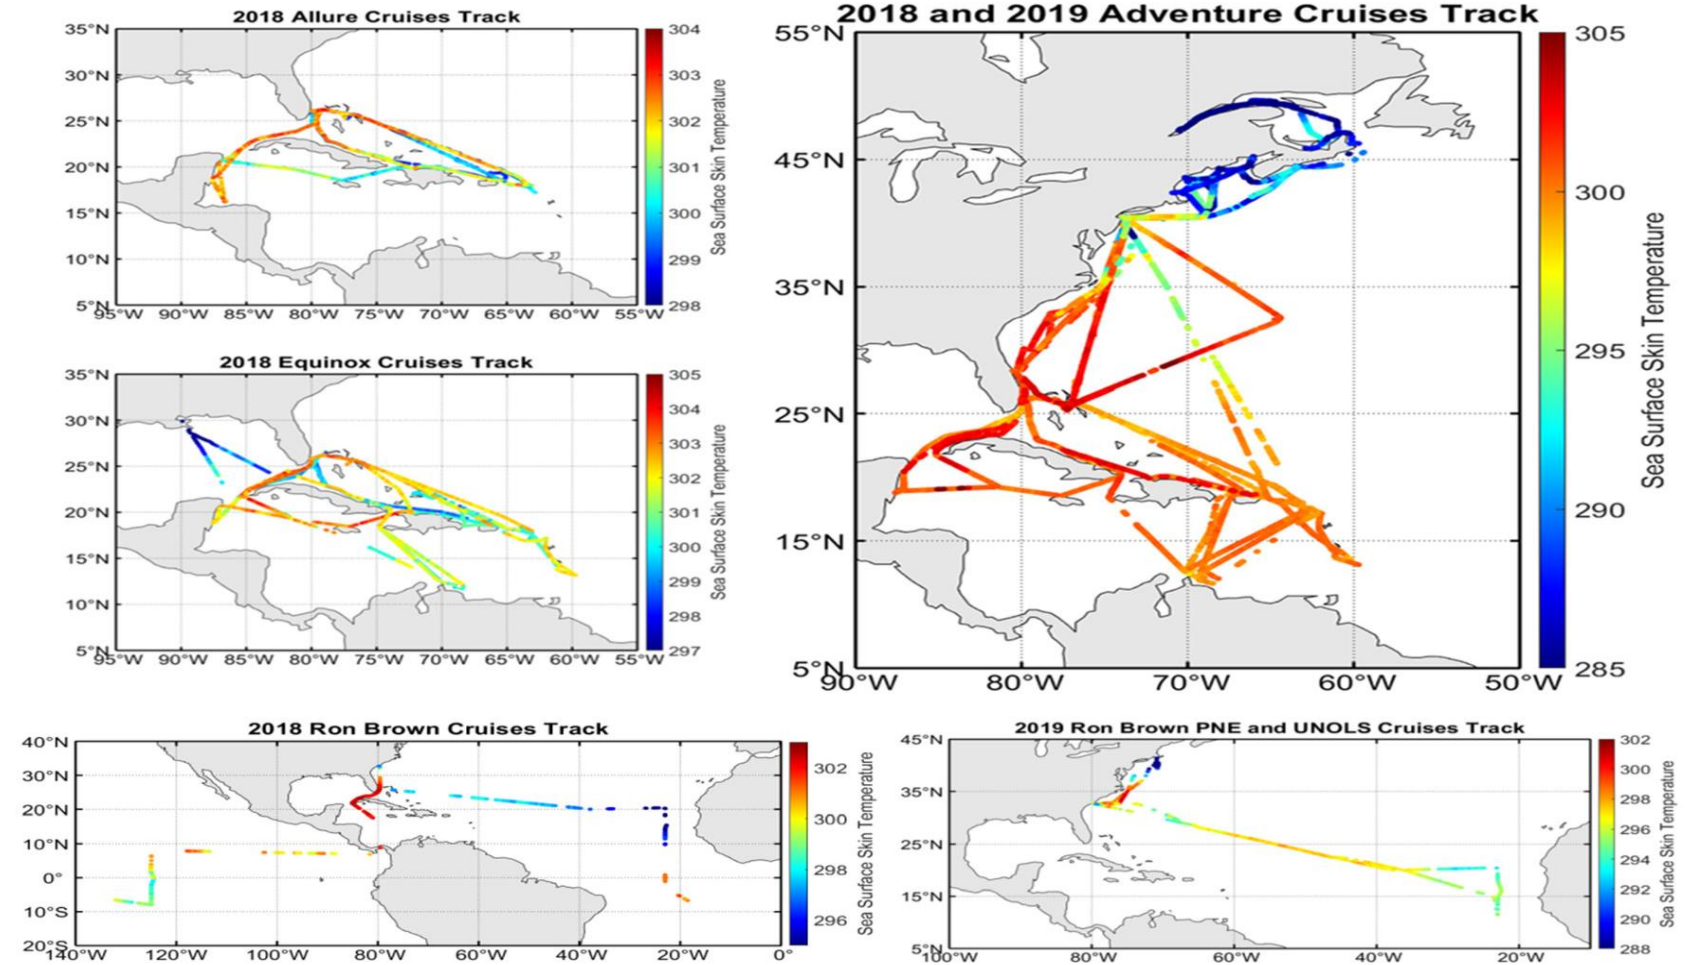 2018 Allure Cruises Track
35°N
30°N
25°N
20°N
15°N
10°N
5°N
95°W 90°W 85°W 80°W 75°W 70°W 65°W 60°W 55°W
304
303
302
301
300
299
298
Sea Surface Skin Temperature
2018 Equinox Cruises Track
35°N
30°N
25°N
20°N
15°N
10°N
5°N
95°W 90°W 85°W 80°W 75°W 70°W 65°W 60°W 55°W
305
304
303
302
301
300
299
298
297
Sea Surface Skin Temperature
2018 and 2019 Adventure Cruises Track
55°N
45°N
35°N
25°N
15°N
5°N
90°W 80°W 70°W 60°W 50°W
305
300
295
290
285
Sea Surface Skin Temperature
2018 Ron Brown Cruises Track
40°N
30°N
20°N
10°N
0°
10°S
20°S
140°W 120°W 100°W 80°W 60°W 40°W 20°W 0°
302
300
298
296
Sea Surface Skin Temperature
2019 Ron Brown PNE and UNOLS Cruises Track
45°N
35°N
25°N
15°N
5°N
100°W 80°W 60°W 40°W 20°W
302
300
298
296
294
292
290
288
Sea Surface Skin Temperature